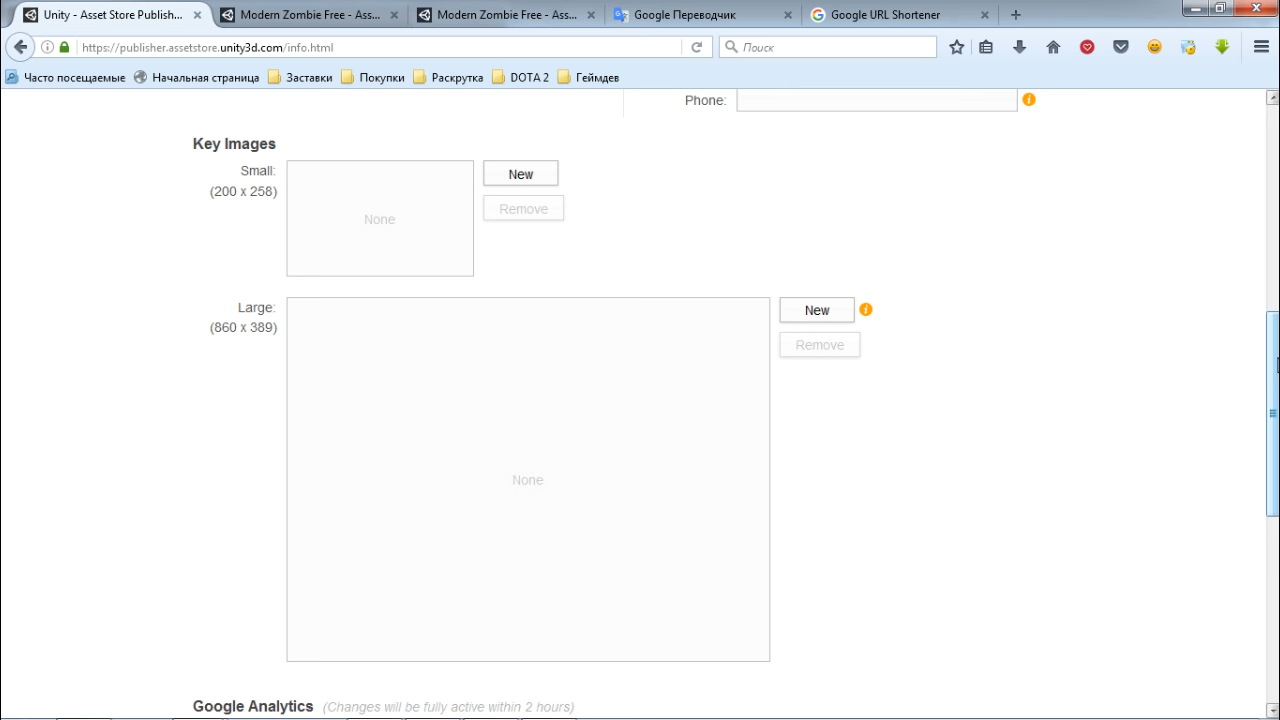 Unity - Asset Store Publish...
Modern Zombie Free - Ass...
Modern Zombie Free - Ass...
Google Переводчик
Google URL Shortener
https://publisher.assetstore.unity3d.com/info.html
Поиск
Часто посещаемые
Начальная страница
Заставки
Покупки
Раскрутка
DOTA 2
Геймдев
Phone:
Key Images
Small:
(200 x 258)
None
New
Remove
Large:
(860 x 389)
None
New
Remove
Google Analytics (Changes will be fully active within 2 hours)